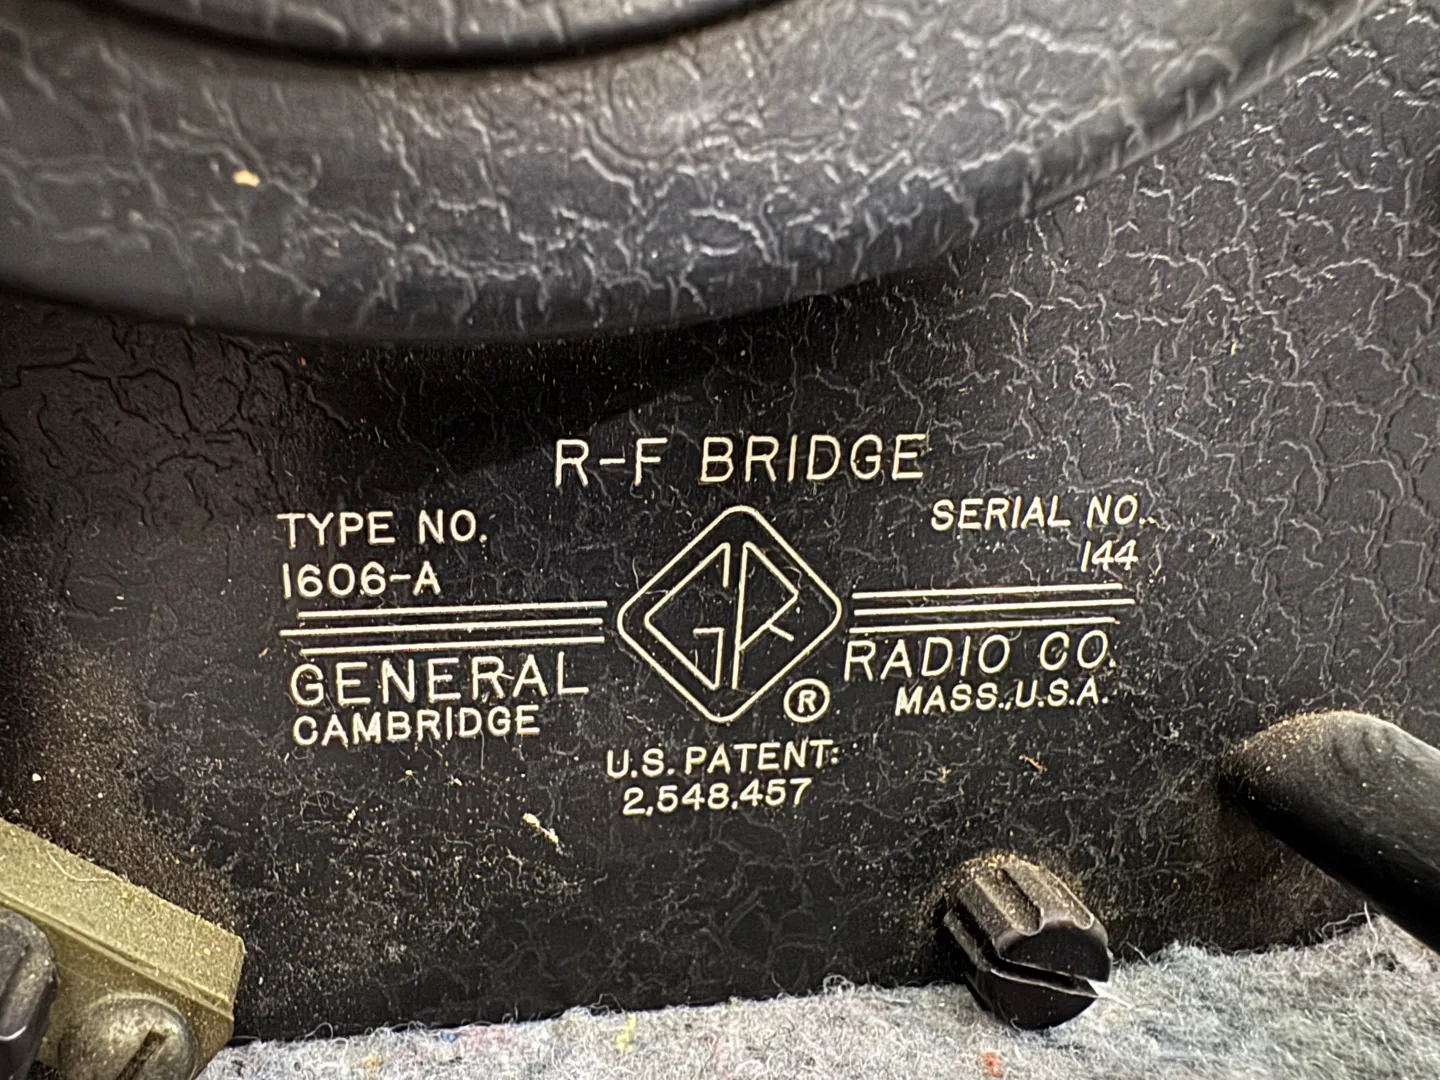 R-F BRIDGE
TYPE NO.
1606-A
SERIAL NO.
144
GR
®
GENERAL RADIO CO.
CAMBRIDGE MASS., U.S.A.
U.S. PATENT:
2,548,457